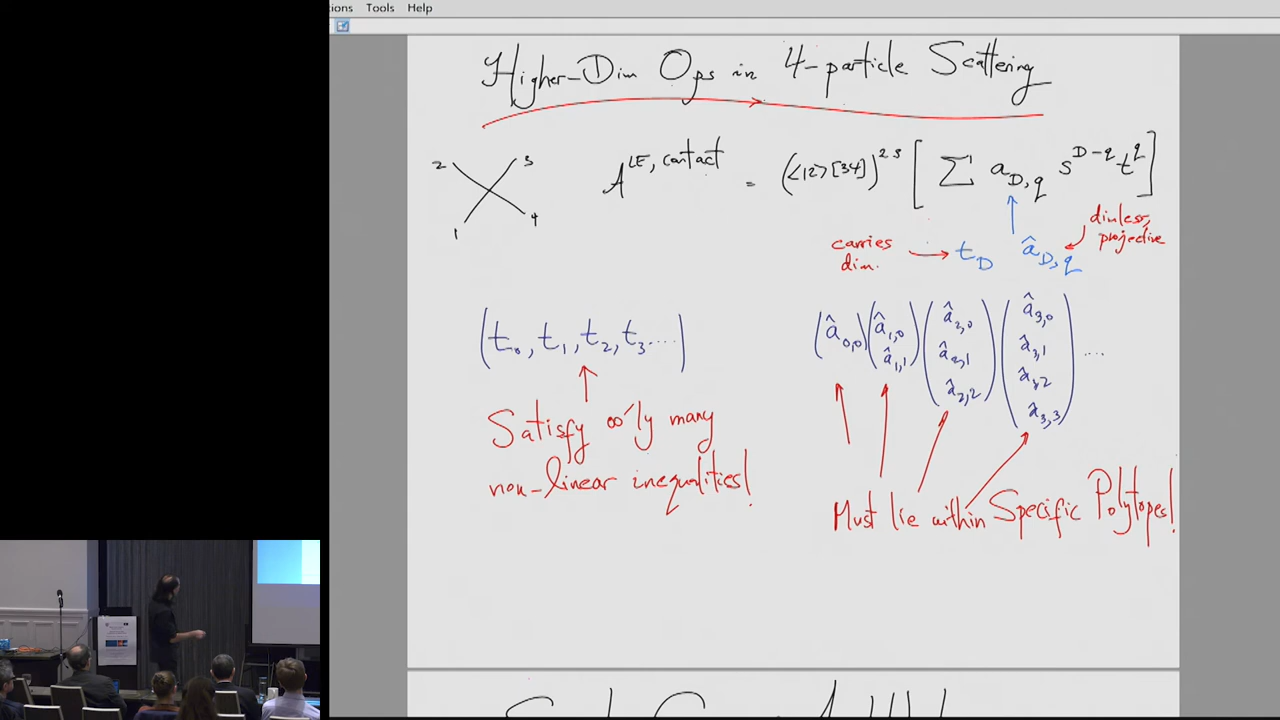 ions Tools Help
Higher-Dim Ops in 4-particle Scattering
2 3
1 4
A^{LE, contact} = (<12>[34])^{2s} [ ∑ a_{D,q} s^{D-q} t^q ]
carries dim. → t_D â_{D,q} dimless, projective
(t_0, t_1, t_2, t_3 ....)
(â_{0,0}) (â_{1,0} â_{1,1}) (â_{2,0} â_{2,1} â_{2,2}) (â_{3,0} â_{3,1} â_{3,2} â_{3,3}) ....
Satisfy ∞'ly many
non-linear inequalities!
Must lie within Specific Polytopes!